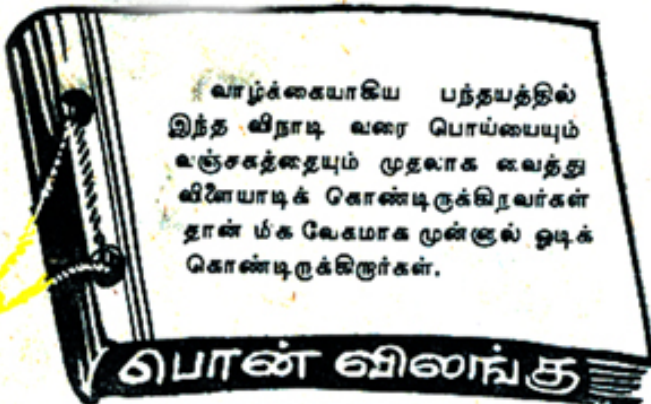 வாழ்க்கையாகிய பந்தயத்தில்
இந்த விநாடி வரை பொய்யையும்
வஞ்சகத்தையும் முதலாக வைத்து
விளையாடிக் கொண்டிருக்கிறவர்கள்
தான் மிக வேகமாக முன்னால் ஓடிக்
கொண்டிருக்கிறார்கள்.
பொன் விலங்கு